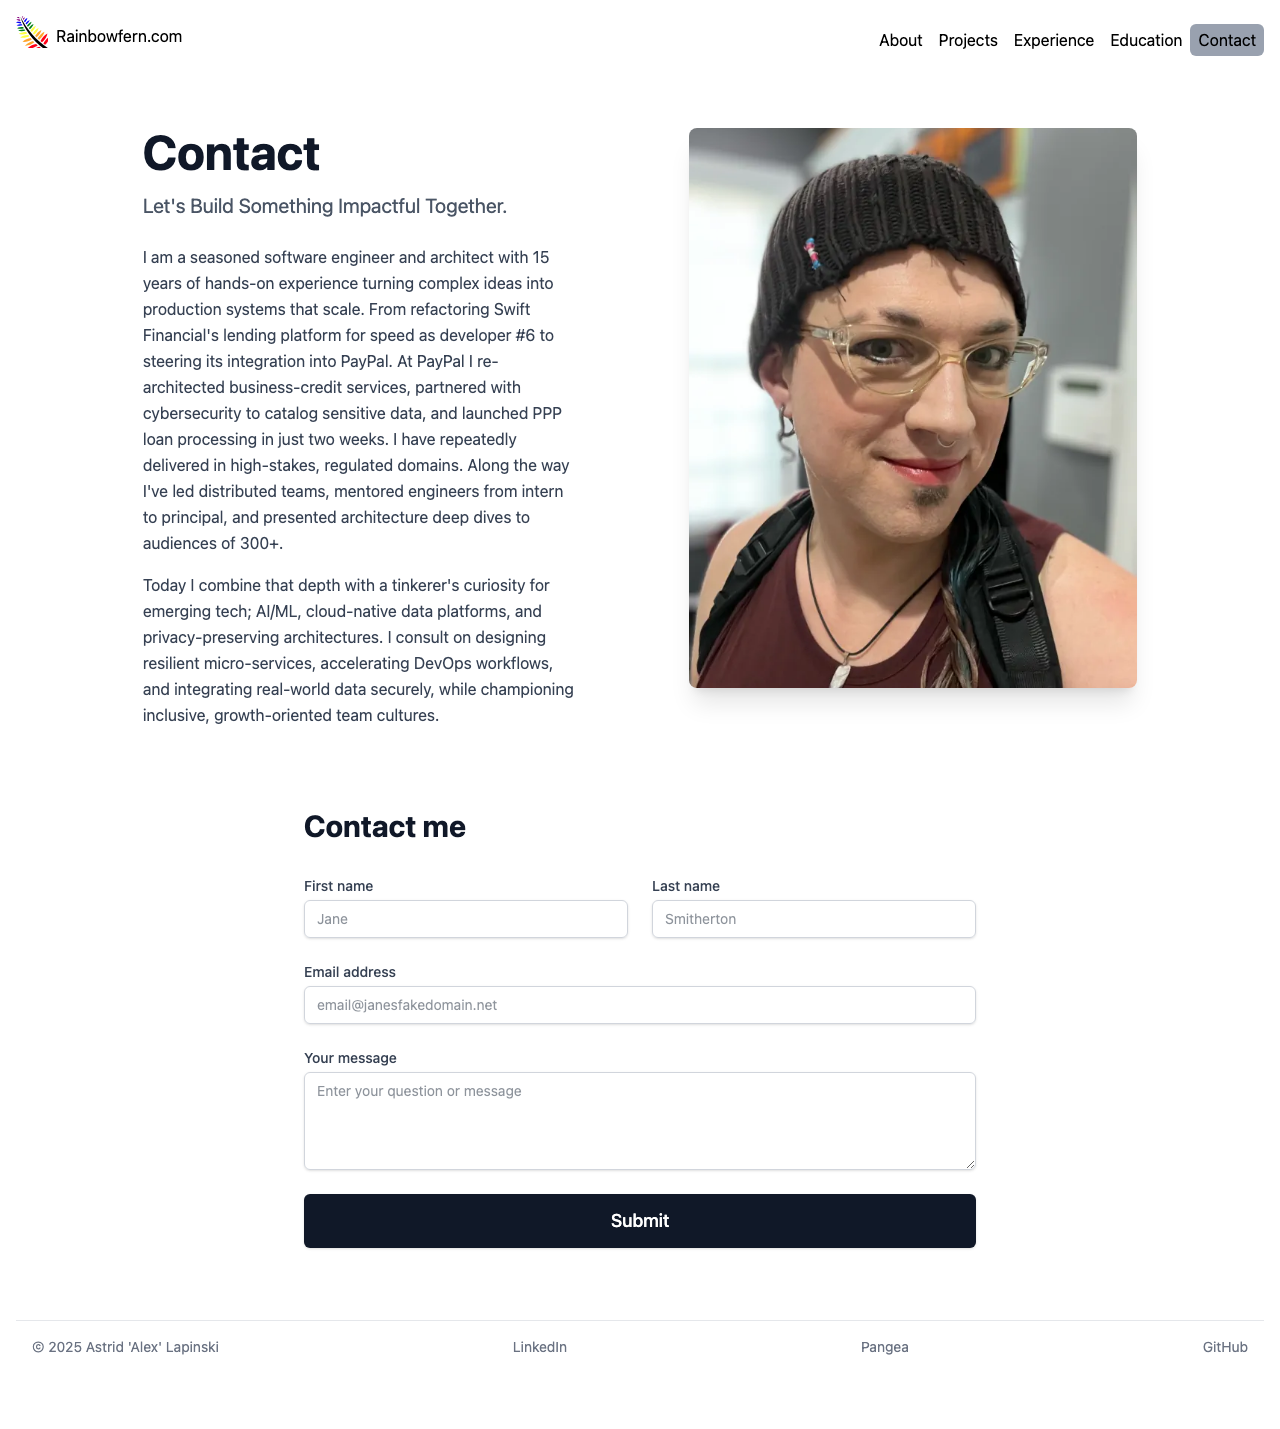 Rainbowfern.com
About Projects Experience Education Contact
Contact
Let's Build Something Impactful Together.
I am a seasoned software engineer and architect with 15
years of hands-on experience turning complex ideas into
production systems that scale. From refactoring Swift
Financial's lending platform for speed as developer #6 to
steering its integration into PayPal. At PayPal I re-
architected business-credit services, partnered with
cybersecurity to catalog sensitive data, and launched PPP
loan processing in just two weeks. I have repeatedly
delivered in high-stakes, regulated domains. Along the way
I've led distributed teams, mentored engineers from intern
to principal, and presented architecture deep dives to
audiences of 300+.
Today I combine that depth with a tinkerer's curiosity for
emerging tech; AI/ML, cloud-native data platforms, and
privacy-preserving architectures. I consult on designing
resilient micro-services, accelerating DevOps workflows,
and integrating real-world data securely, while championing
inclusive, growth-oriented team cultures.
Contact me
First name Last name
Jane Smitherton
Email address
email@janesfakedomain.net
Your message
Enter your question or message
Submit
© 2025 Astrid 'Alex' Lapinski LinkedIn Pangea GitHub